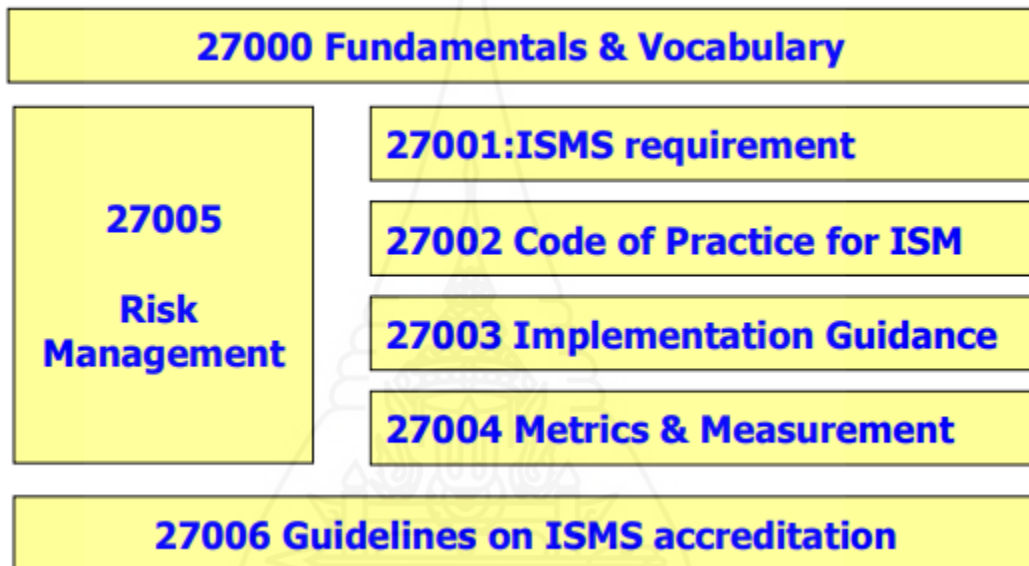 27000 Fundamentals & Vocabulary
27005
Risk
Management
27001:ISMS requirement
27002 Code of Practice for ISM
27003 Implementation Guidance
27004 Metrics & Measurement
27006 Guidelines on ISMS accreditation